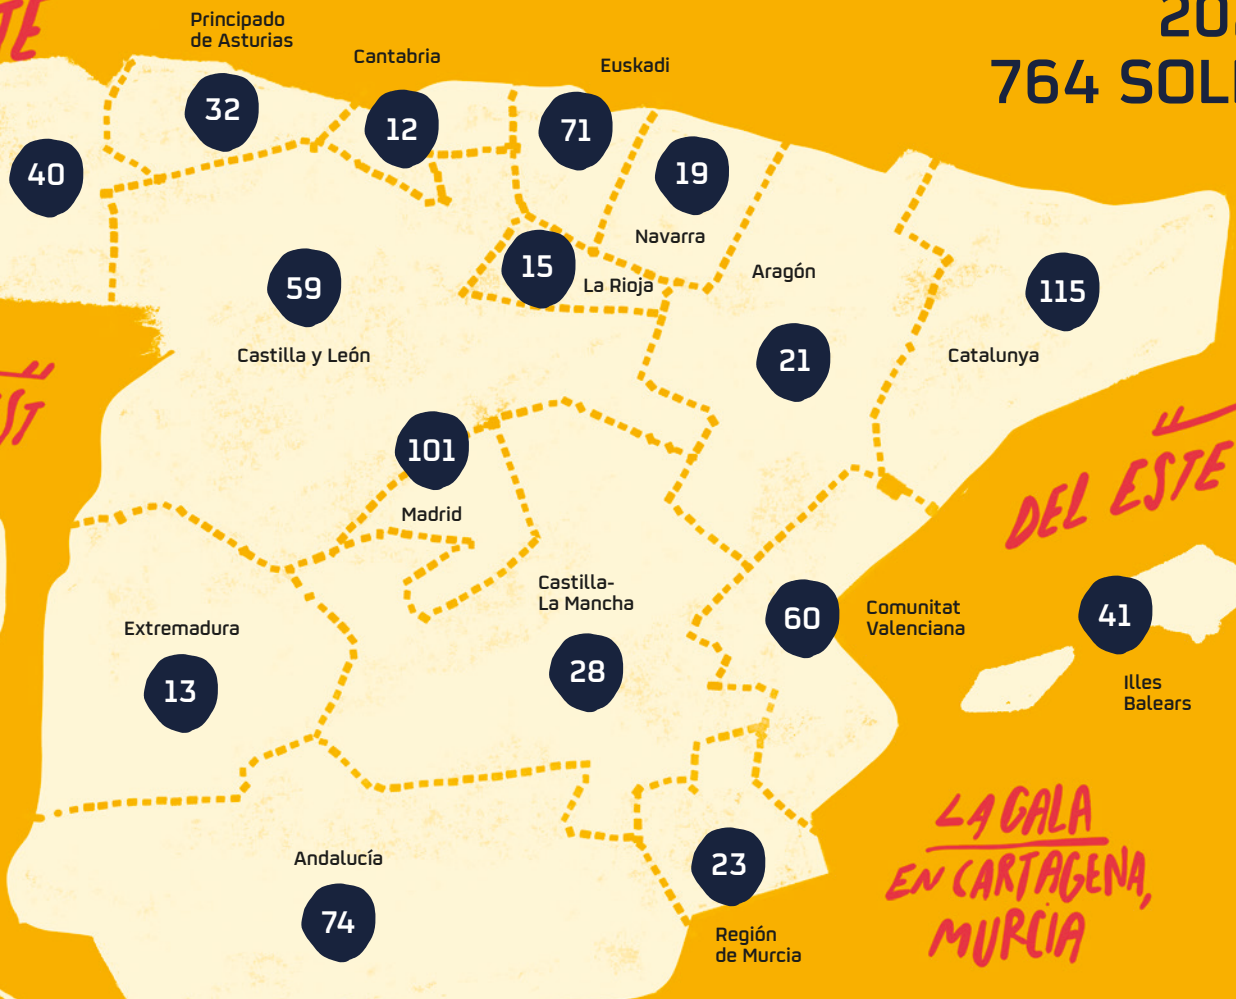 Principado
de Asturias
Cantabria
Euskadi
764
32
12
71
40
19
Navarra
15
La Rioja
Aragón
59
115
Castilla y León
Catalunya
21
101
Madrid
DEL ESTE
Castilla-
La Mancha
60
Comunitat
Valenciana
41
Extremadura
13
28
Illes
Balears
LA GALA
EN CARTAGENA,
MURCIA
Andalucía
23
74
Región
de Murcia